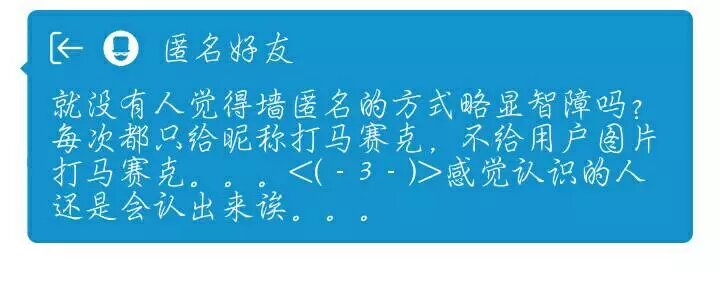 匿名好友
就没有人觉得墙匿名的方式略显智障吗?
每次都只给昵称打马赛克，不给用户图片
打马赛克。。。<(－3－)>感觉认识的人
还是会认出来诶。。。